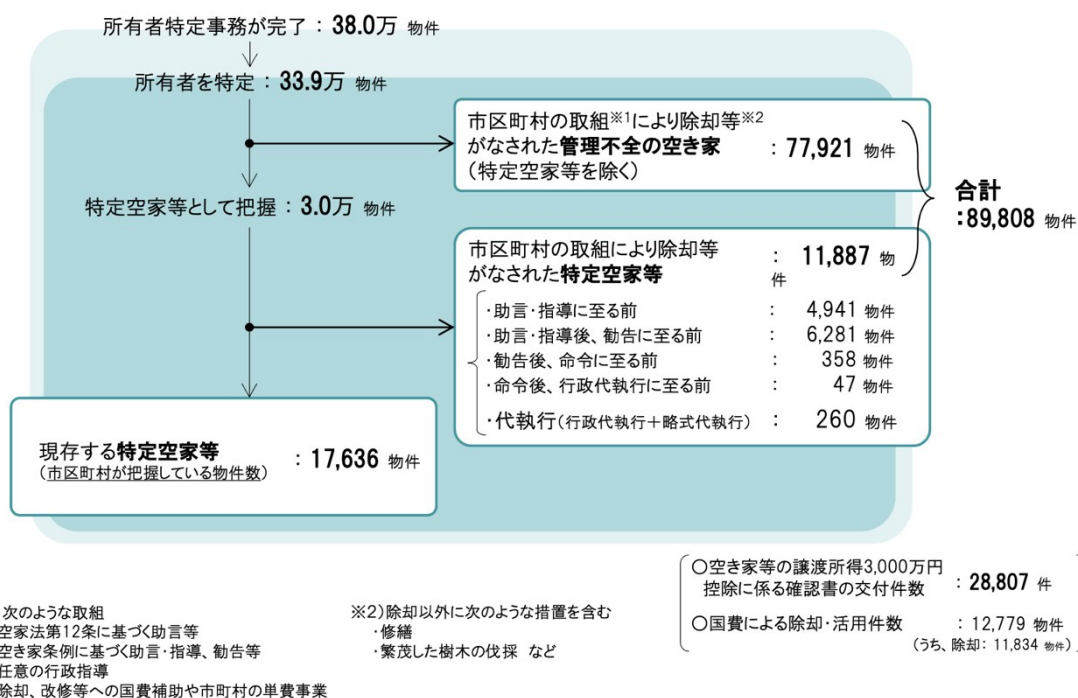 所有者特定事務が完了：38.0万 物件
所有者を特定：33.9万 物件
市区町村の取組※1により除却等※2
がなされた管理不全の空き家 ：77,921 物件
（特定空家等を除く）
合計
：89,808 物件
特定空家等として把握：3.0万 物件
市区町村の取組により除却等 ： 11,887 物
がなされた特定空家等 件
・助言・指導に至る前 ： 4,941 物件
・助言・指導後、勧告に至る前 ： 6,281 物件
・勧告後、命令に至る前 ： 358 物件
・命令後、行政代執行に至る前 ： 47 物件
・代執行（行政代執行＋略式代執行） ： 260 物件
現存する特定空家等 ：17,636 物件
（市区町村が把握している物件数）
〇空き家等の譲渡所得3,000万円
控除に係る確認書の交付件数 ：28,807 件
〇国費による除却・活用件数 ：12,779 物件
（うち、除却：11,834 物件）
次のような取組
空家法第12条に基づく助言等
空き家条例に基づく助言・指導、勧告等
任意の行政指導
除却、改修等への国費補助や市町村の単費事業
※2）除却以外に次のような措置を含む
・修繕
・繁茂した樹木の伐採 など